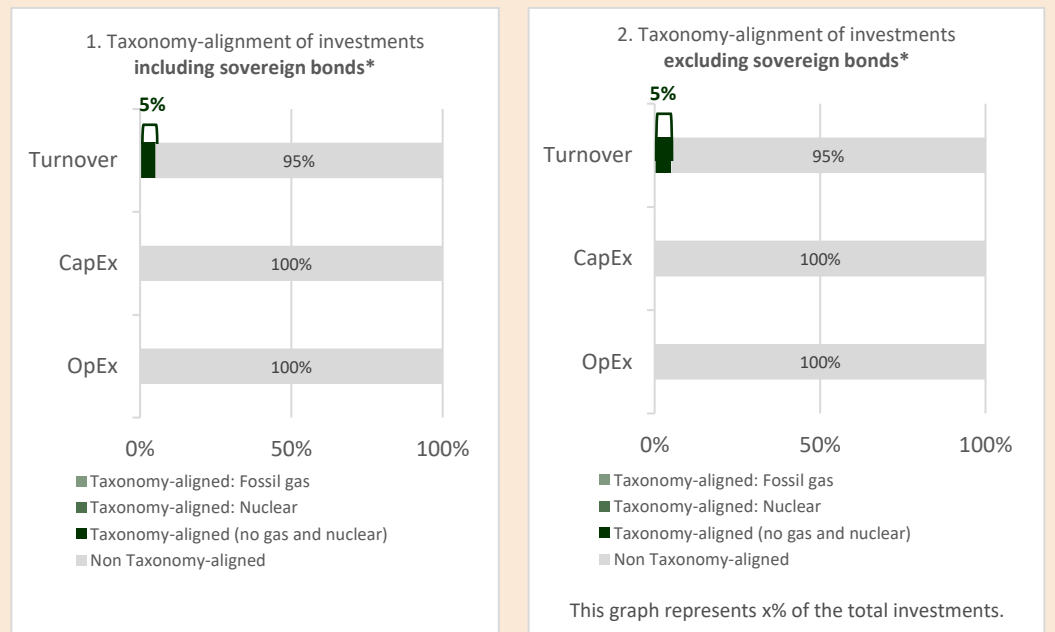 1. Taxonomy-alignment of investments
including sovereign bonds*
5%
Turnover
95%
CapEx
100%
OpEx
100%
0% 50% 100%
Taxonomy-aligned: Fossil gas
Taxonomy-aligned: Nuclear
Taxonomy-aligned (no gas and nuclear)
Non Taxonomy-aligned
2. Taxonomy-alignment of investments
excluding sovereign bonds*
5%
Turnover
95%
CapEx
100%
OpEx
100%
0% 50% 100%
Taxonomy-aligned: Fossil gas
Taxonomy-aligned: Nuclear
Taxonomy-aligned (no gas and nuclear)
Non Taxonomy-aligned
This graph represents x% of the total investments.